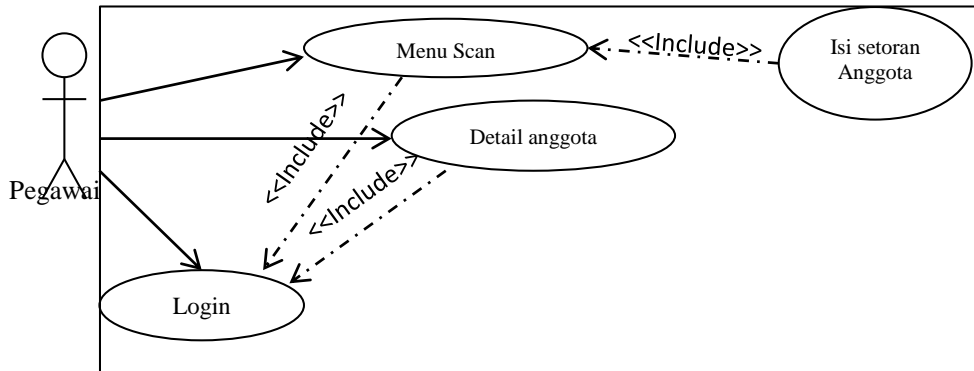 Menu Scan
<<Include>>
Isi setoran
Anggota
<<Include>>
Detail anggota
<<Include>>
Pegawai
Login